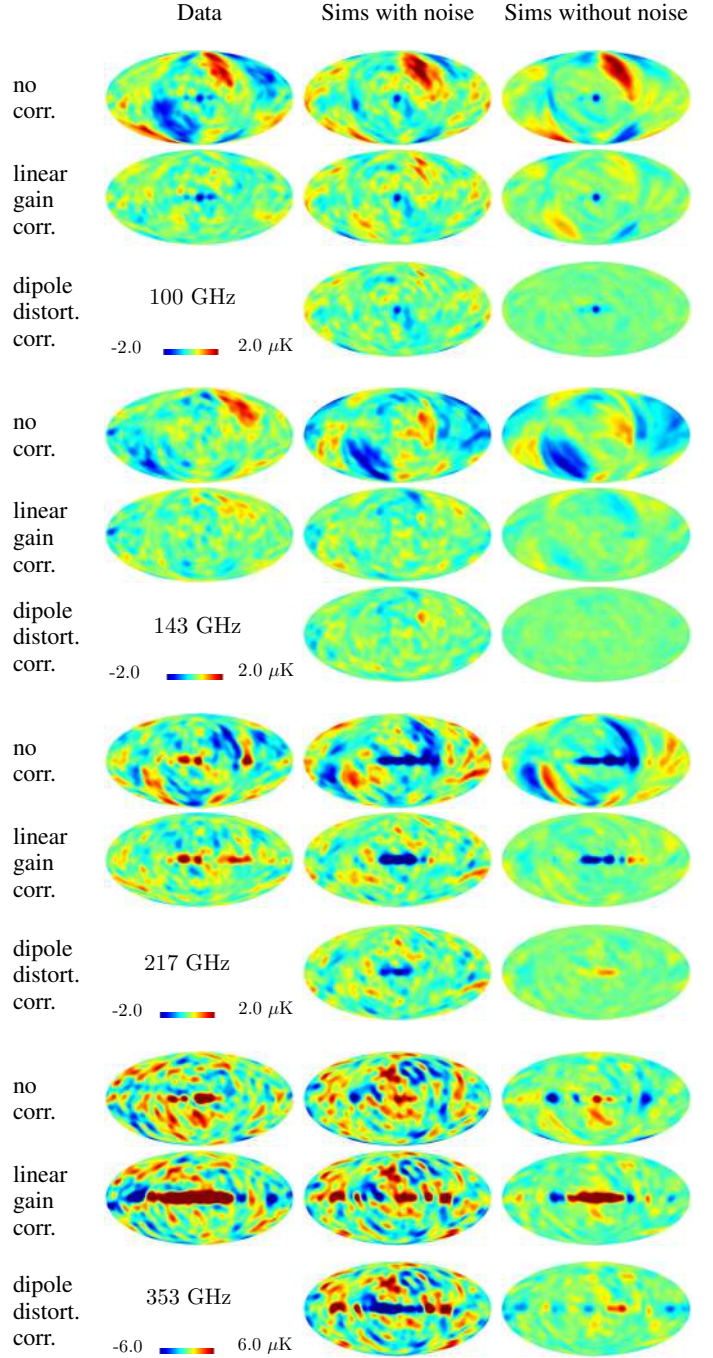 Data Sims with noise Sims without noise
no
corr.
linear
gain
corr.
dipole
distort.
corr.
100 GHz
-2.0 2.0 μK
no
corr.
linear
gain
corr.
dipole
distort.
corr.
143 GHz
-2.0 2.0 μK
no
corr.
linear
gain
corr.
dipole
distort.
corr.
217 GHz
-2.0 2.0 μK
no
corr.
linear
gain
corr.
dipole
distort.
corr.
353 GHz
-6.0 6.0 μK